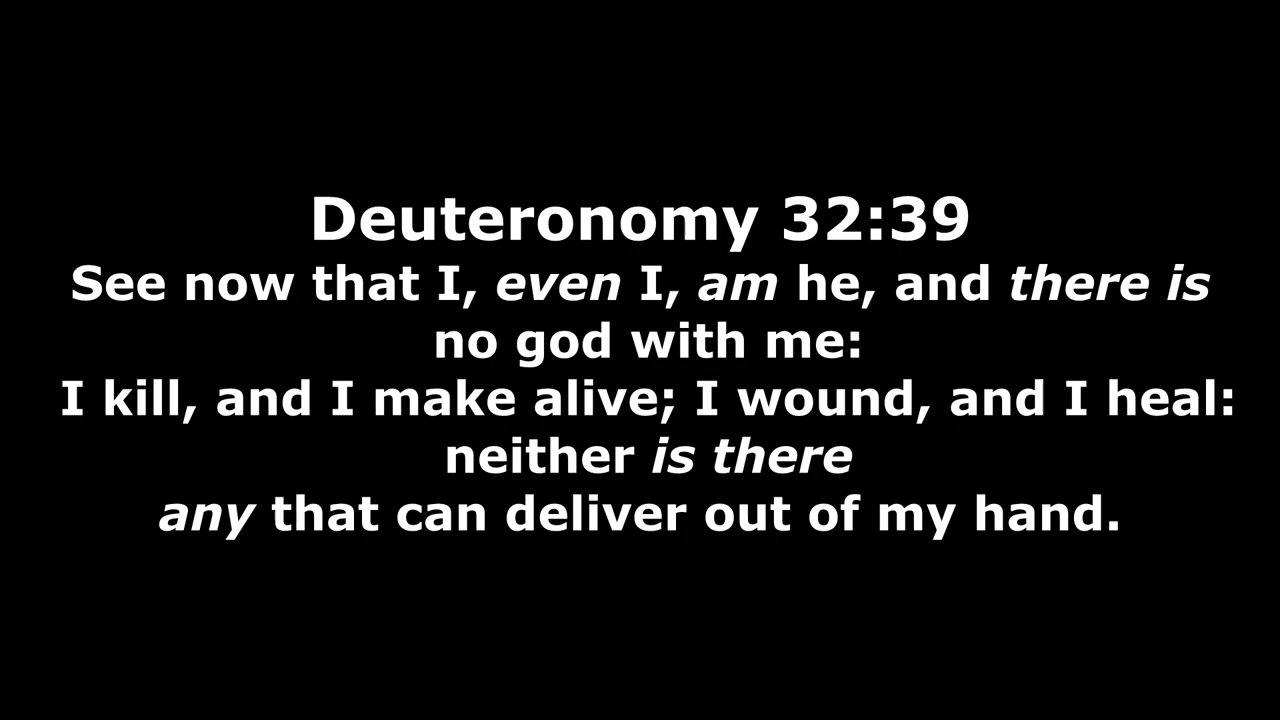 Deuteronomy 32:39
See now that I, even I, am he, and there is
no god with me:
I kill, and I make alive; I wound, and I heal:
neither is there
any that can deliver out of my hand.